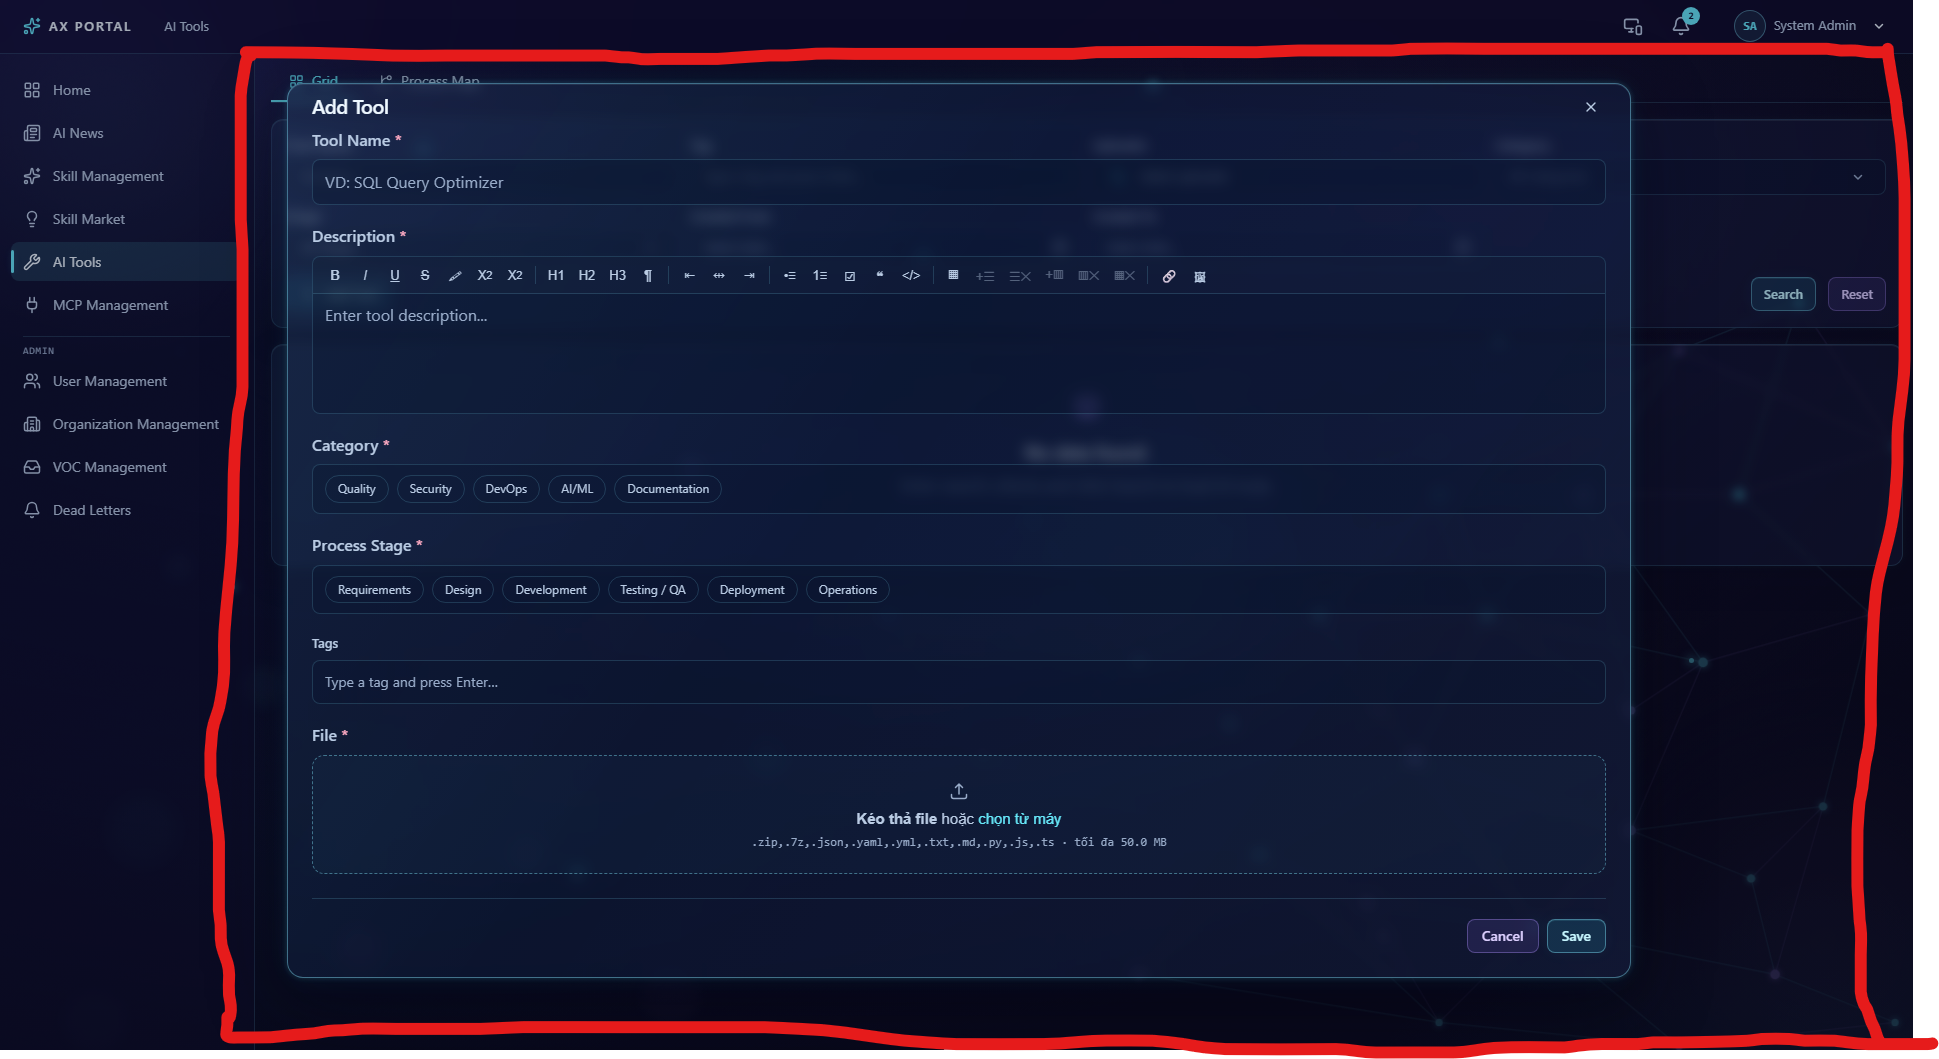 AX PORTAL
AI Tools
2
SA
System Admin
Home
AI News
Skill Management
Skill Market
AI Tools
MCP Management
ADMIN
User Management
Organization Management
VOC Management
Dead Letters
Grid
Process Map
Add Tool
Tool Name *
VD: SQL Query Optimizer
Description *
B I U S X2 X2 H1 H2 H3 ¶ </>
Enter tool description...
Search
Reset
Category *
Quality Security DevOps AI/ML Documentation
Process Stage *
Requirements Design Development Testing / QA Deployment Operations
Tags
Type a tag and press Enter...
File *
Kéo thả file hoặc chọn từ máy
.zip,.7z,.json,.yaml,.yml,.txt,.md,.py,.js,.ts · tối đa 50.0 MB
Cancel
Save